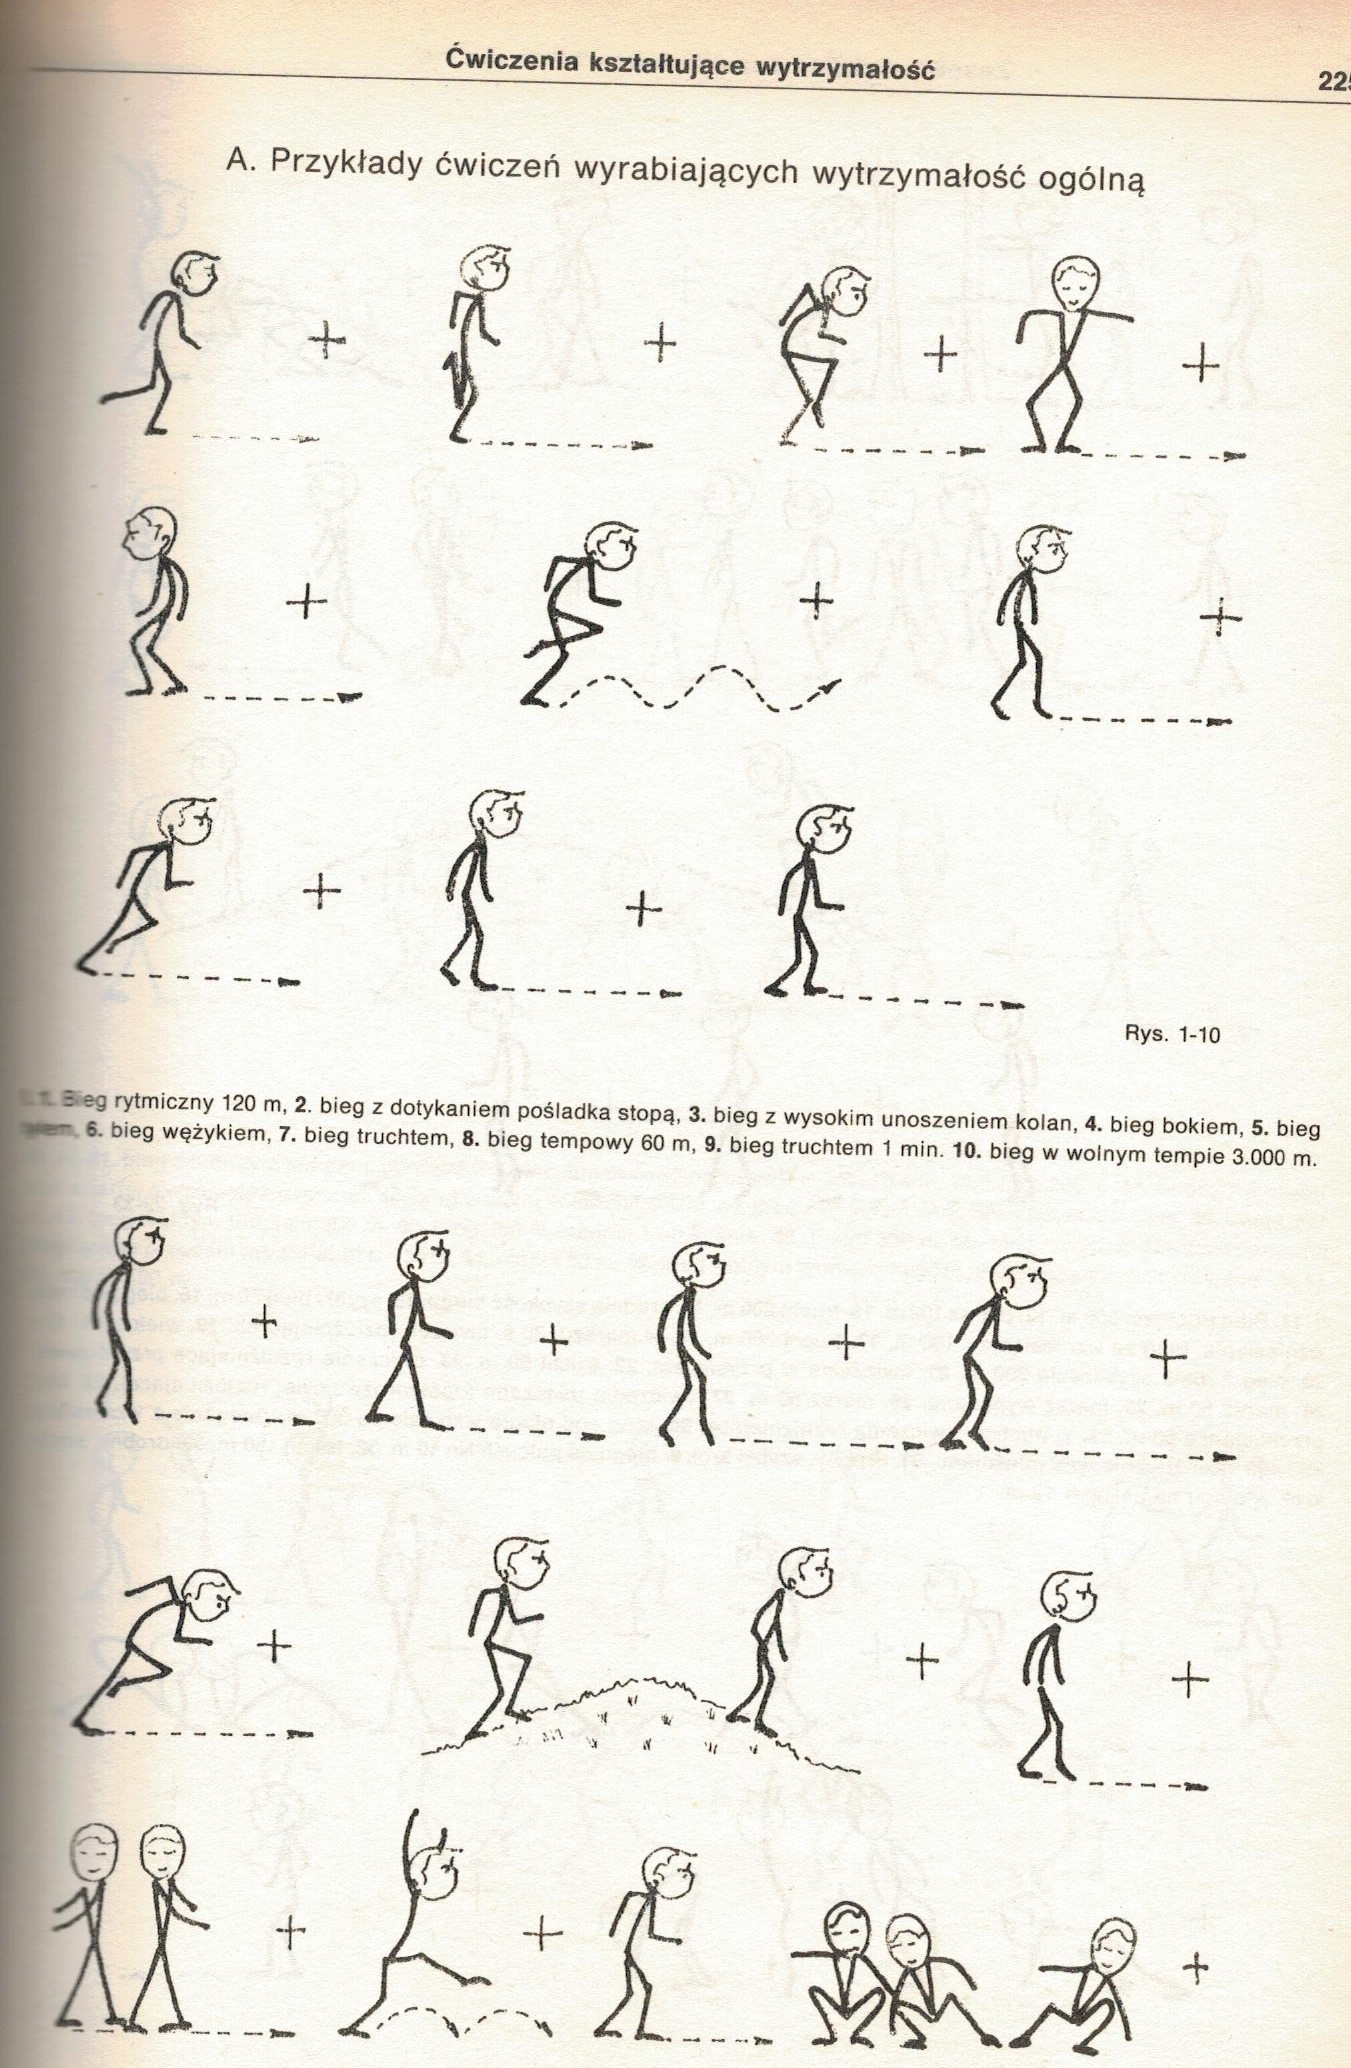 Ćwiczenia kształtujące wytrzymałość
225
A. Przykłady ćwiczeń wyrabiających wytrzymałość ogólną
Rys. 1-10
1. Bieg rytmiczny 120 m, 2. bieg z dotykaniem pośladka stopą, 3. bieg z wysokim unoszeniem kolan, 4. bieg bokiem, 5. bieg
6. bieg wężykiem, 7. bieg truchtem, 8. bieg tempowy 60 m, 9. bieg truchtem 1 min. 10. bieg w wolnym tempie 3.000 m.